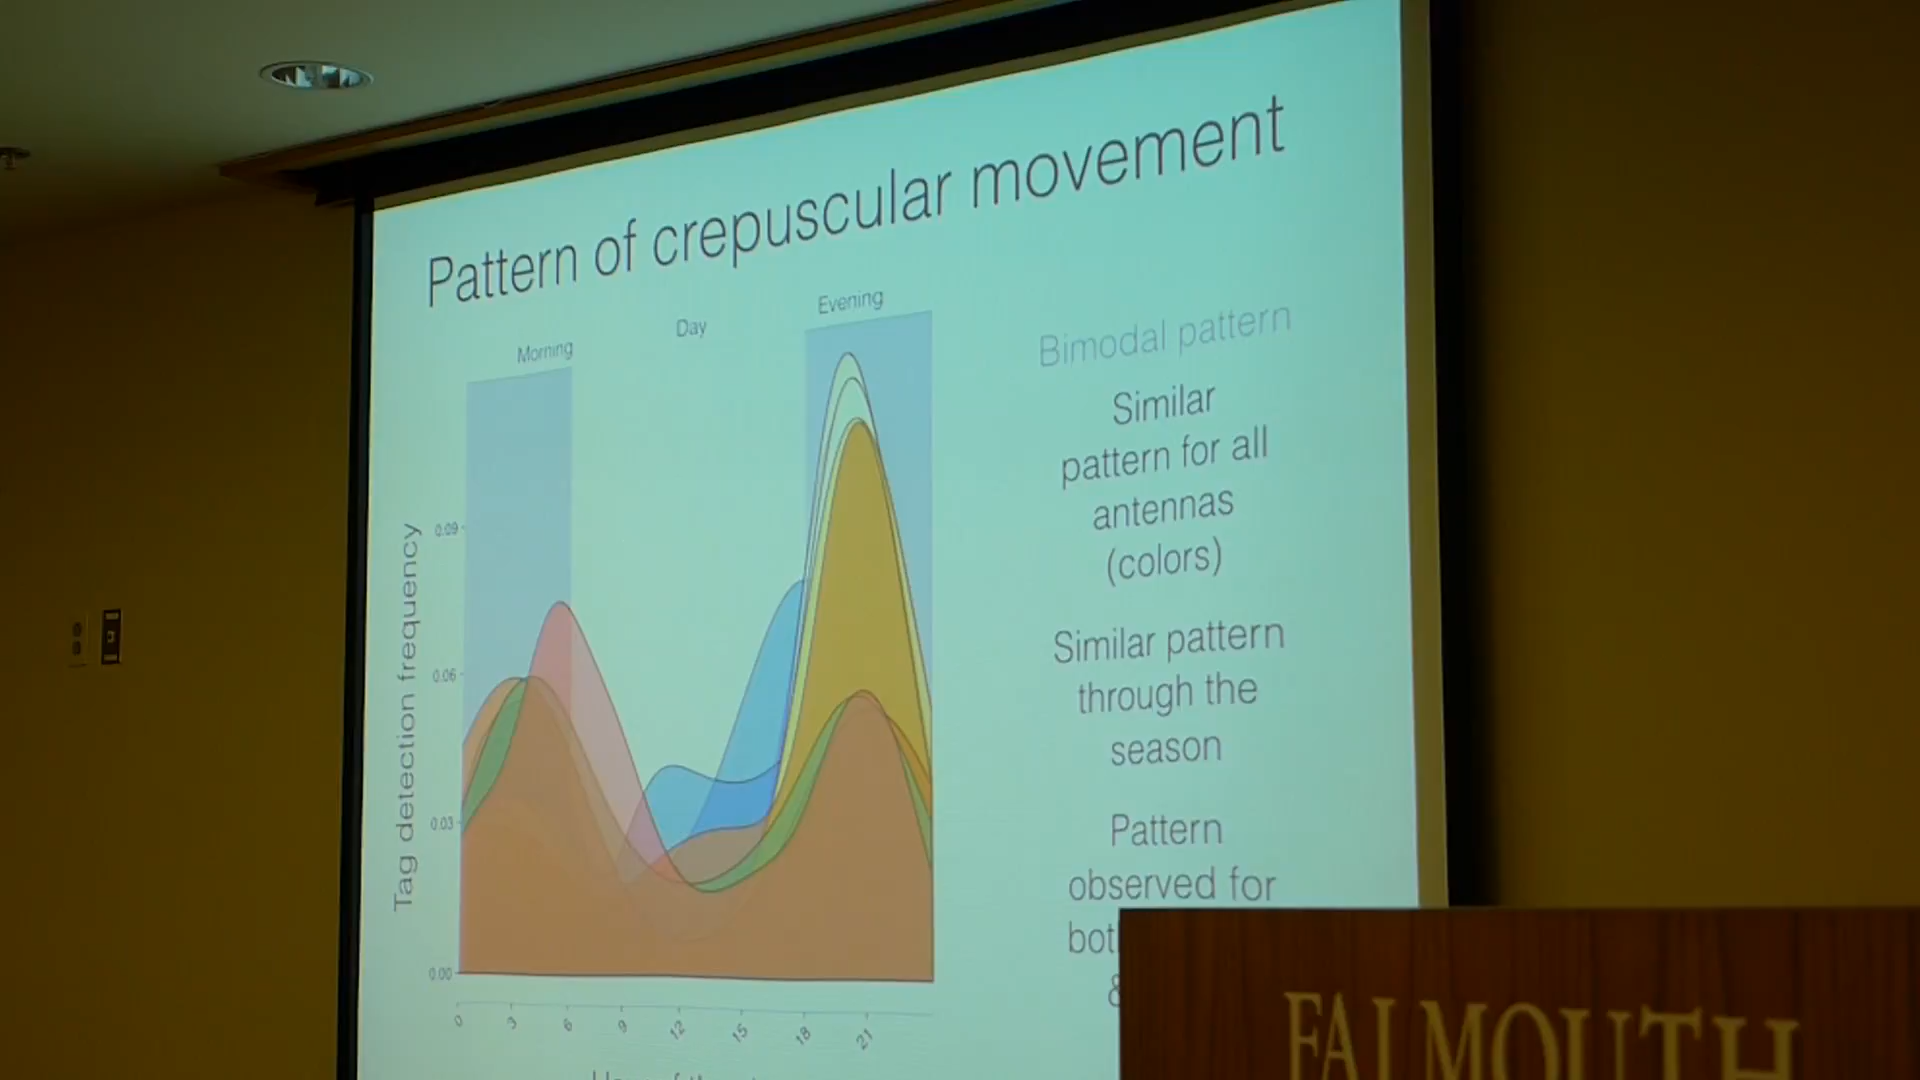 Pattern of crepuscular movement
Morning
Day
Evening
Tag detection frequency
0.09
0.06
0.03
0.00
0
3
6
9
12
15
18
21
Bimodal pattern
Similar
pattern for all
antennas
(colors)
Similar pattern
through the
season
Pattern
observed for
FALMOUTH